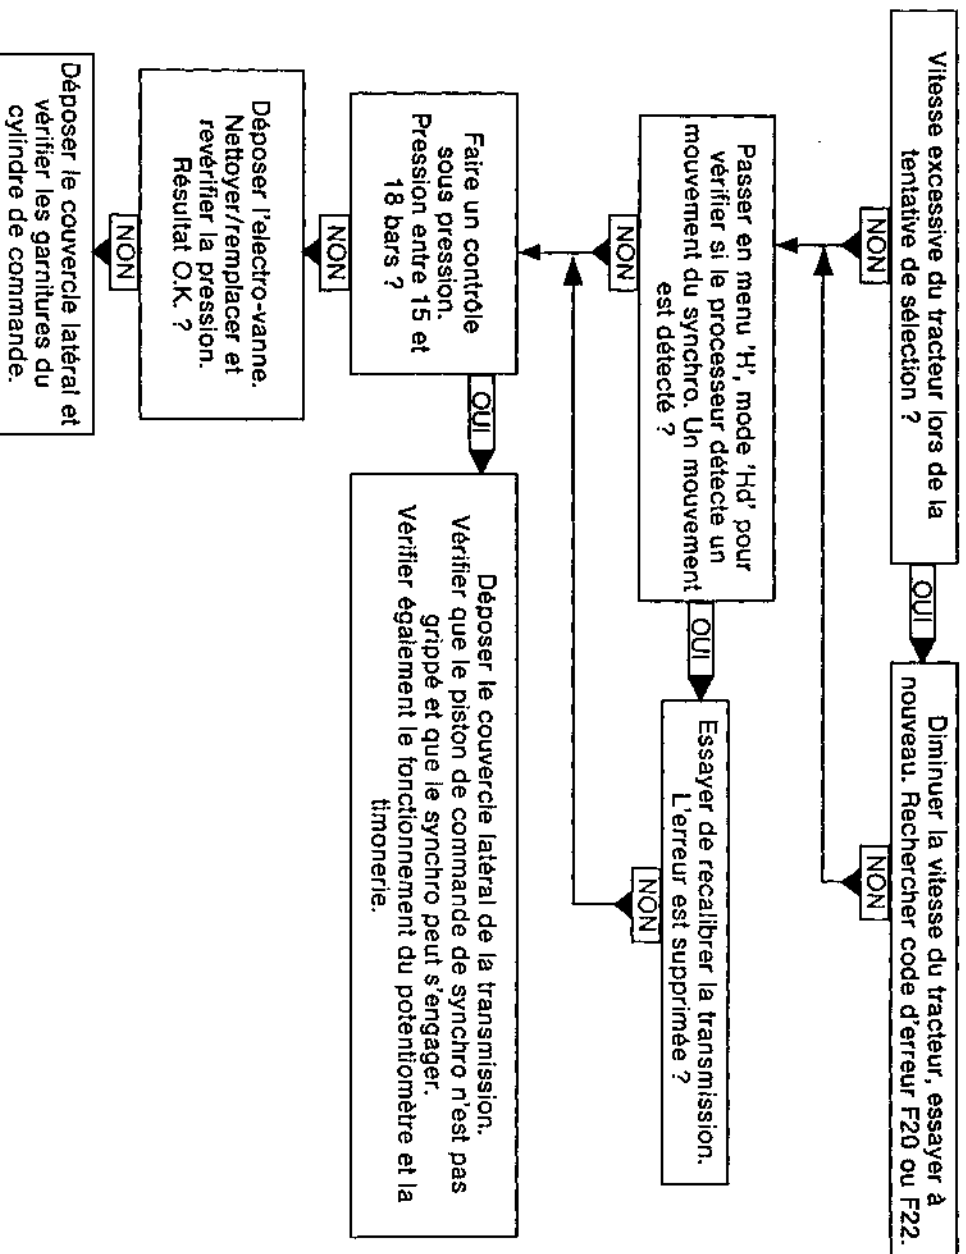 Vitesse excessive du tracteur lors de la
tentative de sélection ?
OUI
Diminuer la vitesse du tracteur, essayer à
nouveau. Rechercher code d'erreur F20 ou F22.
NON
NON
Passer en menu 'H', mode 'Hd' pour
vérifier si le processeur détecte un
mouvement du synchro. Un mouvement
est détecté ?
OUI
Essayer de recalibrer la transmission.
L'erreur est supprimée ?
NON
NON
Faire un contrôle
sous pression.
Pression entre 15 et
18 bars ?
OUI
Déposer le couvercle latéral de la transmission.
Vérifier que le piston de commande de synchro n'est pas
grippé et que le synchro peut s'engager.
Vérifier également le fonctionnement du potentiomètre et la
timonerie.
NON
Déposer l'electro-vanne.
Nettoyer/remplacer et
revérifier la pression.
Résultat O.K. ?
NON
Déposer le couvercle latéral et
vérifier les garnitures du
cylindre de commande.